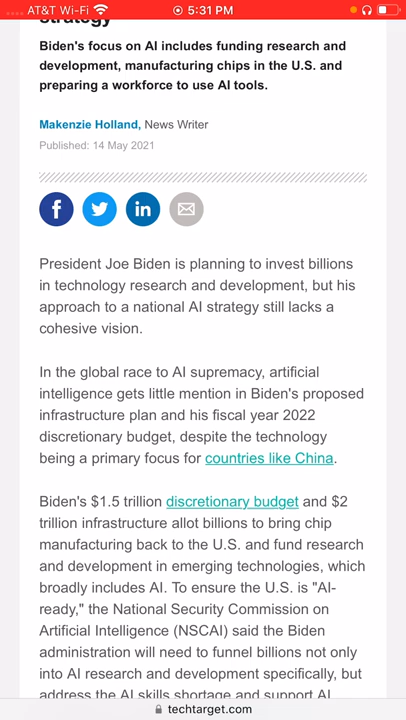 AT&T Wi-Fi 5:31 PM
strategy
Biden's focus on AI includes funding research and
development, manufacturing chips in the U.S. and
preparing a workforce to use AI tools.
Makenzie Holland, News Writer
Published: 14 May 2021
President Joe Biden is planning to invest billions
in technology research and development, but his
approach to a national AI strategy still lacks a
cohesive vision.
In the global race to AI supremacy, artificial
intelligence gets little mention in Biden's proposed
infrastructure plan and his fiscal year 2022
discretionary budget, despite the technology
being a primary focus for countries like China.
Biden's $1.5 trillion discretionary budget and $2
trillion infrastructure allot billions to bring chip
manufacturing back to the U.S. and fund research
and development in emerging technologies, which
broadly includes AI. To ensure the U.S. is "AI-
ready," the National Security Commission on
Artificial Intelligence (NSCAI) said the Biden
administration will need to funnel billions not only
into AI research and development specifically, but
address the AI skills shortage and support AI
techtarget.com